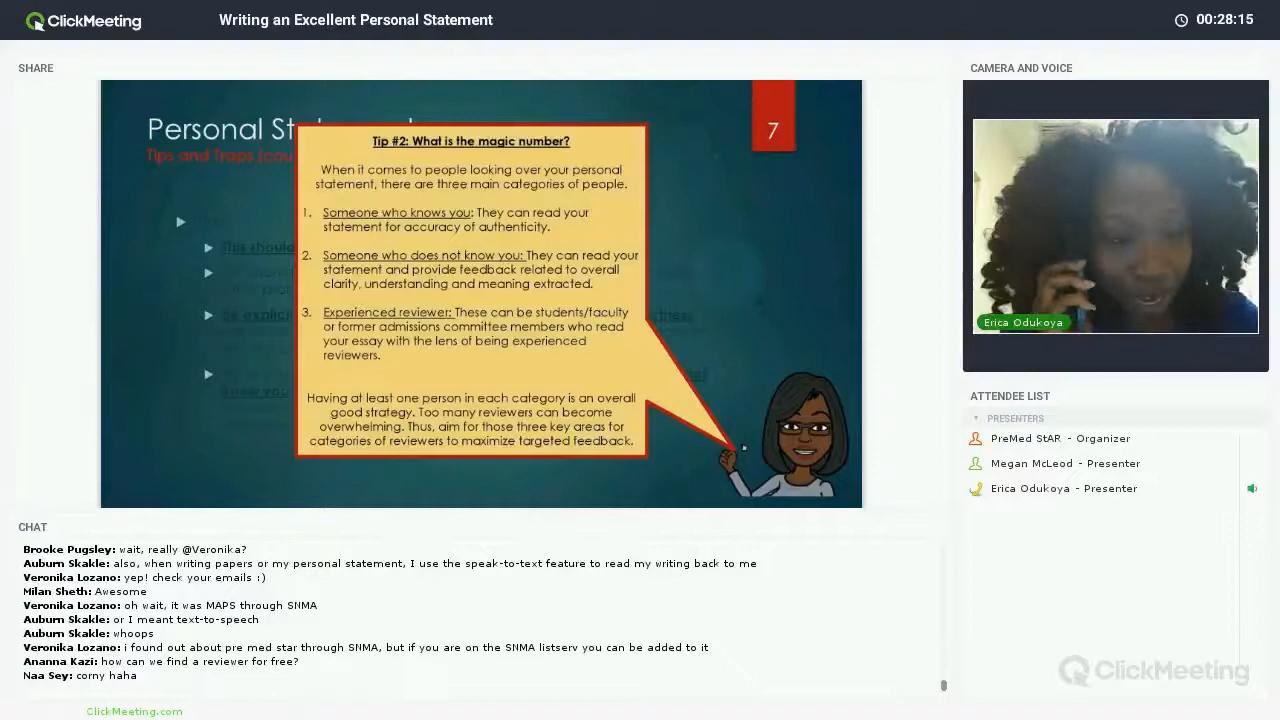 ClickMeeting
Writing an Excellent Personal Statement
00:28:15
SHARE
Personal St
Tips and Traps (cou
7
Tip #2: What is the magic number?
When it comes to people looking over your personal
statement, there are three main categories of people.
1. Someone who knows you: They can read your
statement for accuracy of authenticity.
2. Someone who does not know you: They can read your
statement and provide feedback related to overall
clarity, understanding and meaning extracted.
3. Experienced reviewer: These can be students/faculty
or former admissions committee members who read
your essay with the lens of being experienced
reviewers.
Having at least one person in each category is an overall
good strategy. Too many reviewers can become
overwhelming. Thus, aim for those three key areas for
categories of reviewers to maximize targeted feedback.
This should
Be explici
know you
CAMERA AND VOICE
Erica Odukoya
ATTENDEE LIST
PRESENTERS
PreMed StAR - Organizer
Megan McLeod - Presenter
Erica Odukoya - Presenter
CHAT
Brooke Pugsley: wait, really @Veronika?
Auburn Skakle: also, when writing papers or my personal statement, I use the speak-to-text feature to read my writing back to me
Veronika Lozano: yep! check your emails :)
Milan Sheth: Awesome
Veronika Lozano: oh wait, it was MAPS through SNMA
Auburn Skakle: or I meant text-to-speech
Auburn Skakle: whoops
Veronika Lozano: i found out about pre med star through SNMA, but if you are on the SNMA listserv you can be added to it
Ananna Kazi: how can we find a reviewer for free?
Naa Sey: corny haha
ClickMeeting
ClickMeeting.com